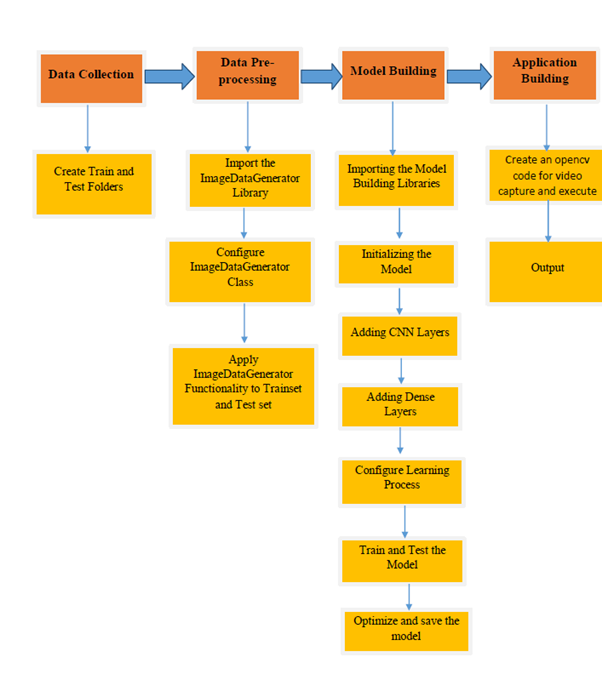 Data Collection
Data Pre-
processing
Model Building
Application
Building
Create Train and
Test Folders
Import the
ImageDataGenerator
Library
Configure
ImageDataGenerator
Class
Apply
ImageDataGenerator
Functionality to Trainset
and Test set
Importing the Model
Building Libraries
Initializing the
Model
Adding CNN Layers
Adding Dense
Layers
Configure Learning
Process
Train and Test the
Model
Optimize and save the
model
Create an opencv
code for video
capture and execute
Output